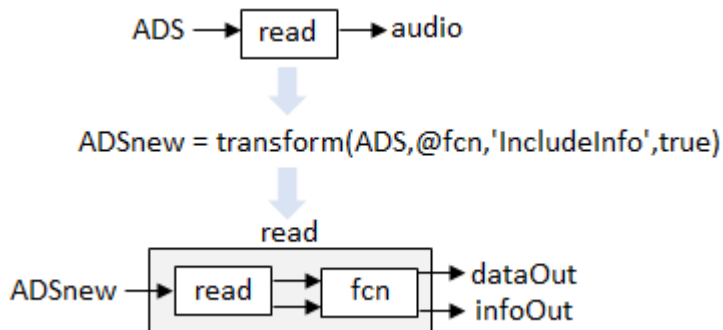 ADS read audio
ADSnew = transform(ADS,@fcn,'IncludeInfo',true)
read
ADSnew read fcn dataOut
infoOut